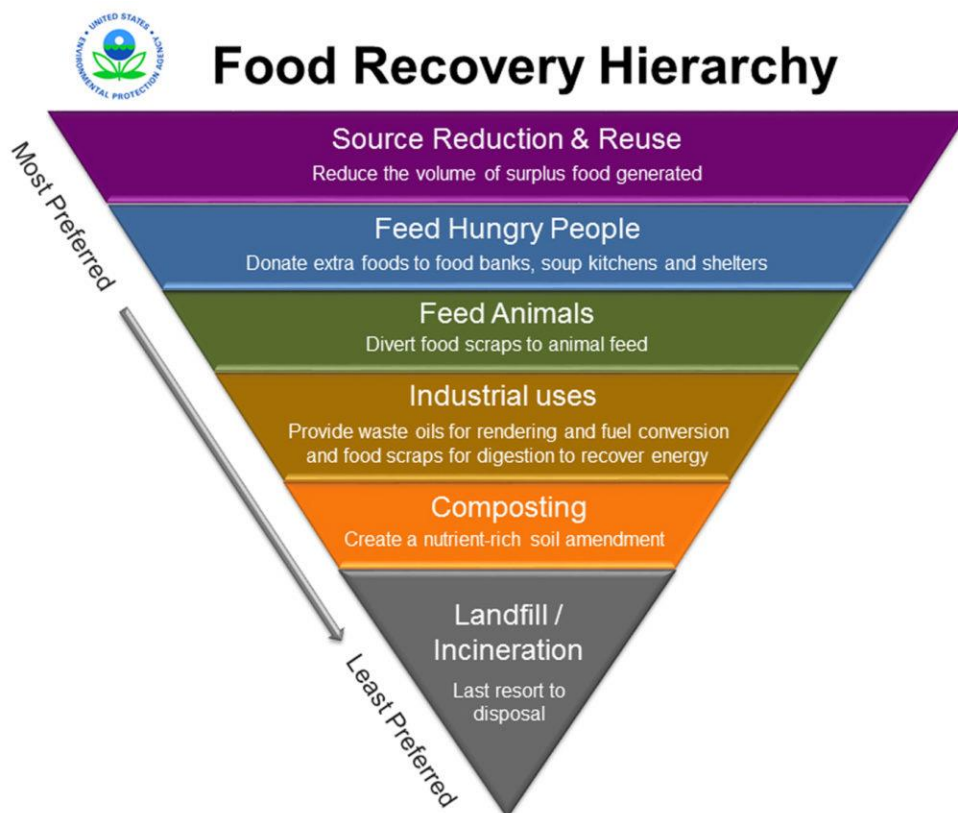 UNITED STATES
ENVIRONMENTAL PROTECTION AGENCY
Food Recovery Hierarchy
Most Preferred
Source Reduction & Reuse
Reduce the volume of surplus food generated
Feed Hungry People
Donate extra foods to food banks, soup kitchens and shelters
Feed Animals
Divert food scraps to animal feed
Industrial uses
Provide waste oils for rendering and fuel conversion
and food scraps for digestion to recover energy
Composting
Create a nutrient-rich soil amendment
Landfill /
Incineration
Last resort to
disposal
Least Preferred